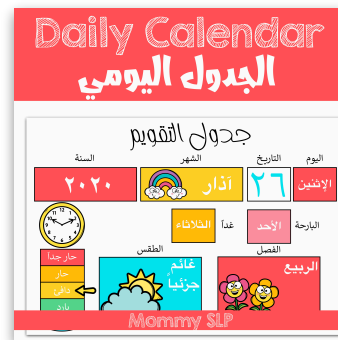 Daily Calendar
الجدول اليومي
جدول التقويم
اليوم التاريخ الشهر السنة
الإثنين ٢٦ آذار ٢٠٢٠
البارحة الأحد غداً الثلاثاء
الفصل الطقس
الربيع
غائم
جزئياً
حار جداً
حار
دافئ
بارد
Mommy SLP